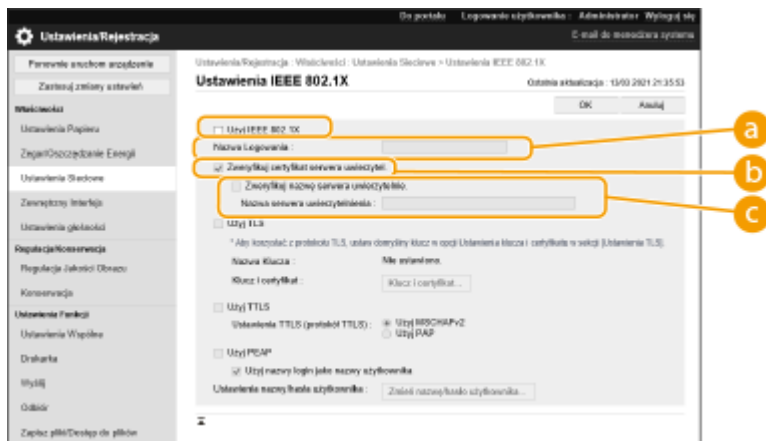 Do portalu Logowanie użytkownika : Administrator Wyloguj się
Ustawienia/Rejestracja
E-mail do menedżera systemu
Ponownie uruchom urządzenie
Zastosuj zmiany ustawień
Właściwości
Ustawienia Papieru
Zegar/Oszczędzanie Energii
Ustawienia Sieciowe
Zewnętrzny Interfejs
Ustawienia głośności
Regulacja/Konserwacja
Regulacja Jakości Obrazu
Konserwacja
Ustawienia Funkcji
Ustawienia Wspólne
Drukarka
Wyślij
Odbiór
Zapisz pliki/Dostęp do plików
Ustawienia/Rejestracja : Właściwości : Ustawienia Sieciowe > Ustawienia IEEE 802.1X
Ustawienia IEEE 802.1X
Ostatnia aktualizacja : 13/03 2021 21:35:53
OK Anuluj
Użyj IEEE 802.1X
Nazwa Logowania :
Zweryfikuj certyfikat serwera uwierzytel.
Zweryfikuj nazwę serwera uwierzytelnie.
Nazwa serwera uwierzytelnienia :
Użyj TLS
* Aby korzystać z protokołu TLS, ustaw domyślny klucz w opcji Ustawienia klucza i certyfikatu w sekcji [Ustawienia TLS].
Nazwa Klucza : Nie ustawiono.
Klucz i certyfikat : Klucz i certyfikat...
Użyj TTLS
Ustawienia TTLS (protokół TTLS) : Użyj MSCHAPv2
Użyj PAP
Użyj PEAP
Użyj nazwy login jako nazwy użytkownika
Ustawienia nazwy/hasła użytkownika : Zmień nazwę/hasło użytkownika...
a
b
c